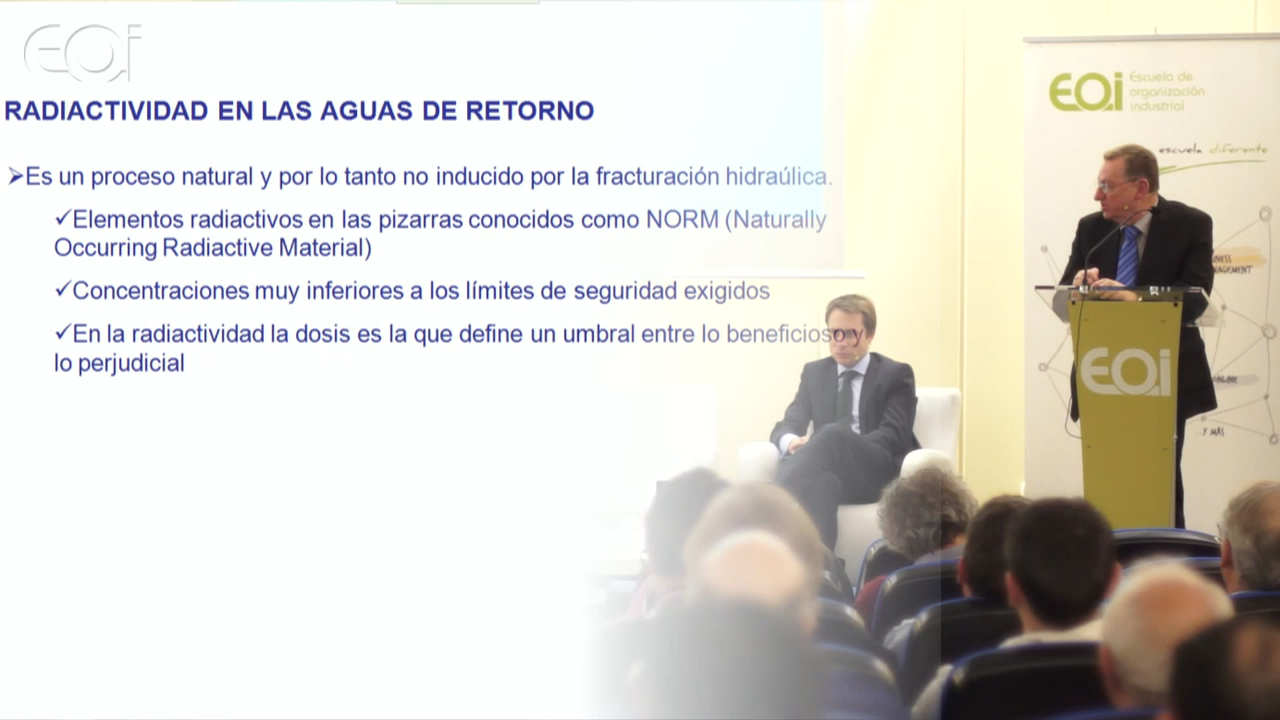 EOi
RADIACTIVIDAD EN LAS AGUAS DE RETORNO
➢Es un proceso natural y por lo tanto no inducido por la fracturación hidraúlica.
✓Elementos radiactivos en las pizarras conocidos como NORM (Naturally
Occurring Radiactive Material)
✓Concentraciones muy inferiores a los límites de seguridad exigidos
✓En la radiactividad la dosis es la que define un umbral entre lo beneficioso y
lo perjudicial
EOi
Escuela de
organización
industrial
escuela diferente
ONLINE
...Y MÁS
EOi